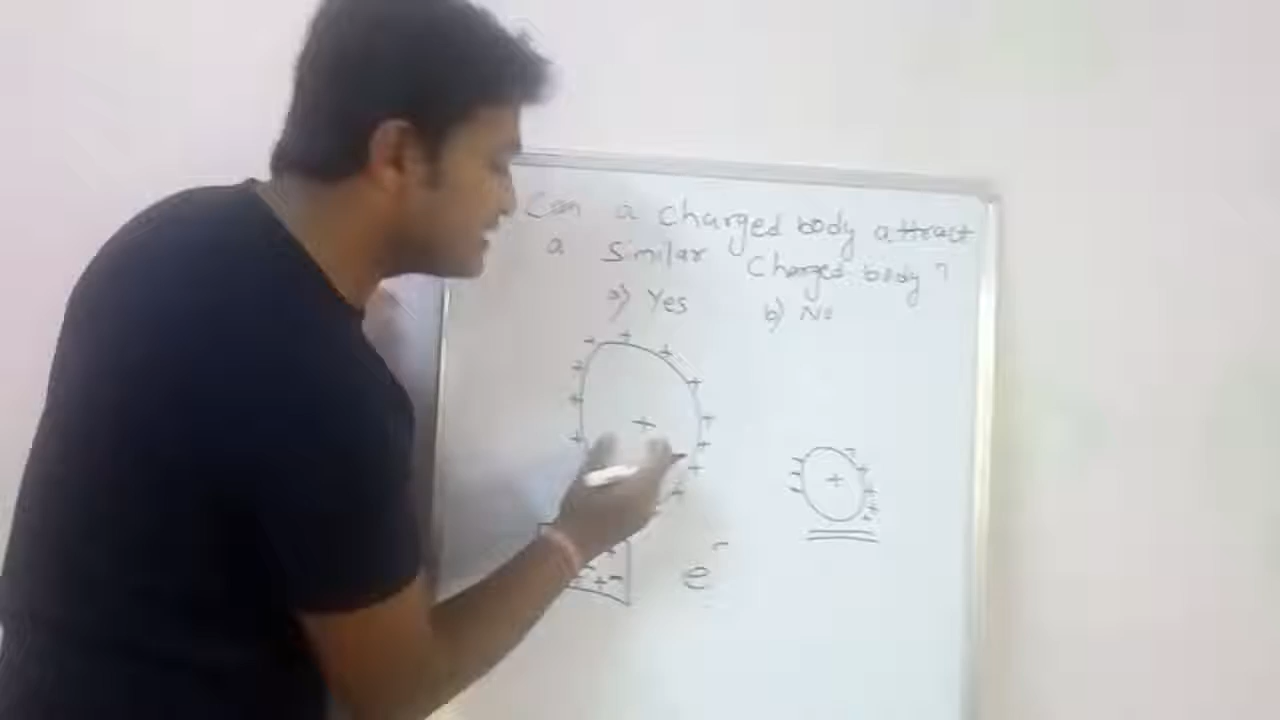 Can a charged body attract
a Similar Charged body?
a) Yes b) No
+ + + + + + + + + + + + +
+
- - - + - + + + +
+ -
- + -
e-